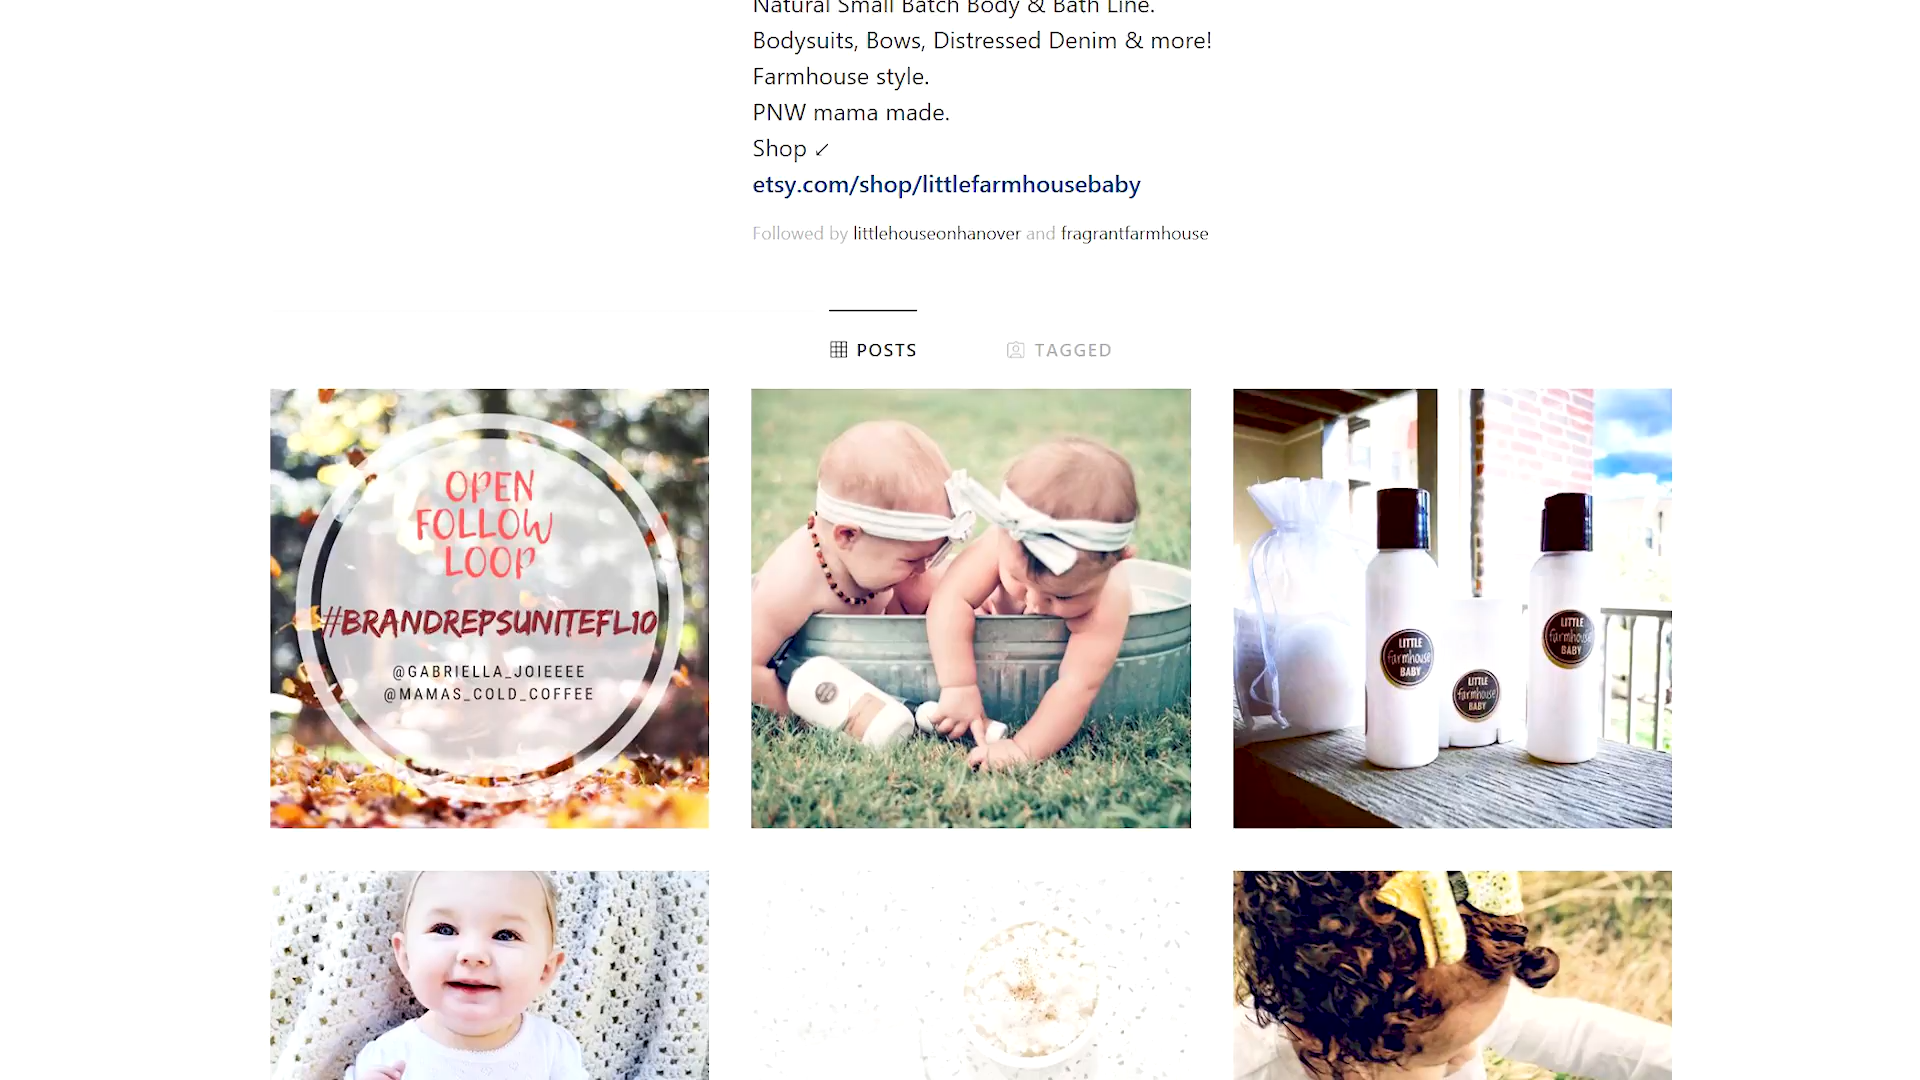 Natural Small Batch Body & Bath Line.
Bodysuits, Bows, Distressed Denim & more!
Farmhouse style.
PNW mama made.
Shop ↙
etsy.com/shop/littlefarmhousebaby
Followed by littlehouseonhanover and fragrantfarmhouse
POSTS
TAGGED
OPEN
FOLLOW
LOOP
#BRANDREPSUNITEFL10
@GABRIELLA_JOIEEEE
@MAMAS_COLD_COFFEE
LITTLE
farmhouse
BABY
LITTLE
farmhouse
BABY
LITTLE
farmhouse
BABY